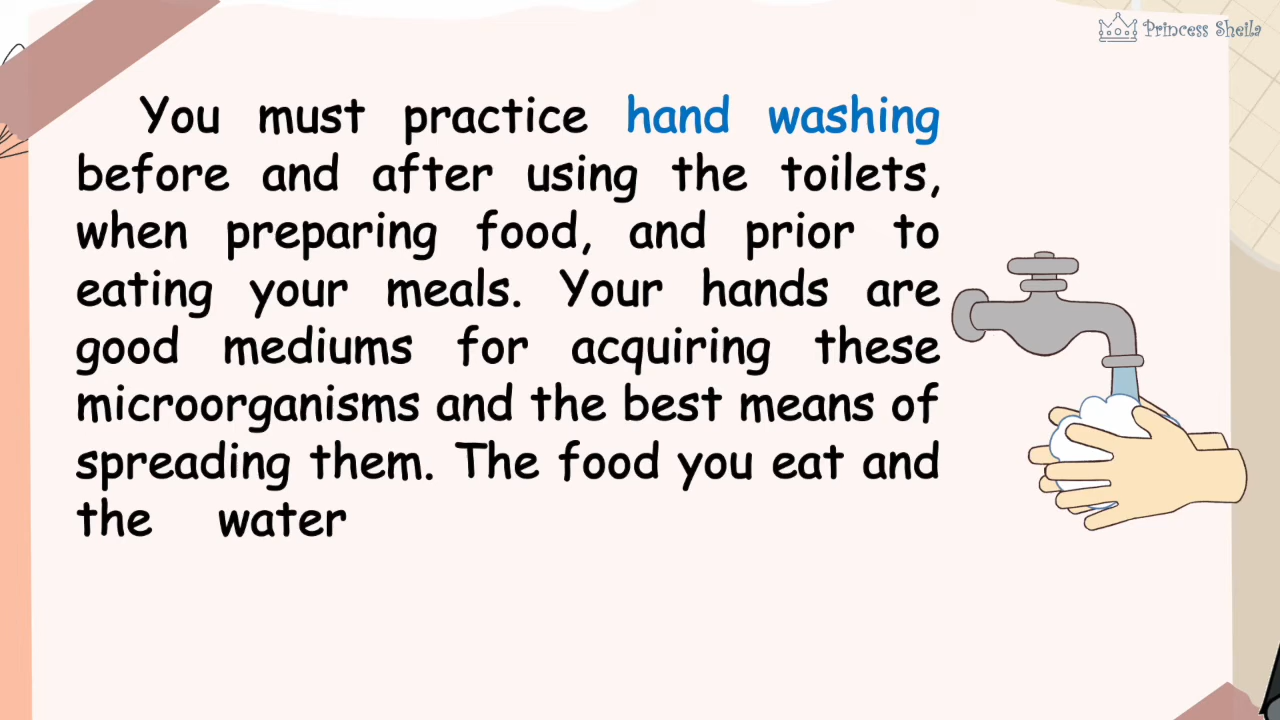 Princess Sheila
You must practice hand washing
before and after using the toilets,
when preparing food, and prior to
eating your meals. Your hands are
good mediums for acquiring these
microorganisms and the best means of
spreading them. The food you eat and
the water